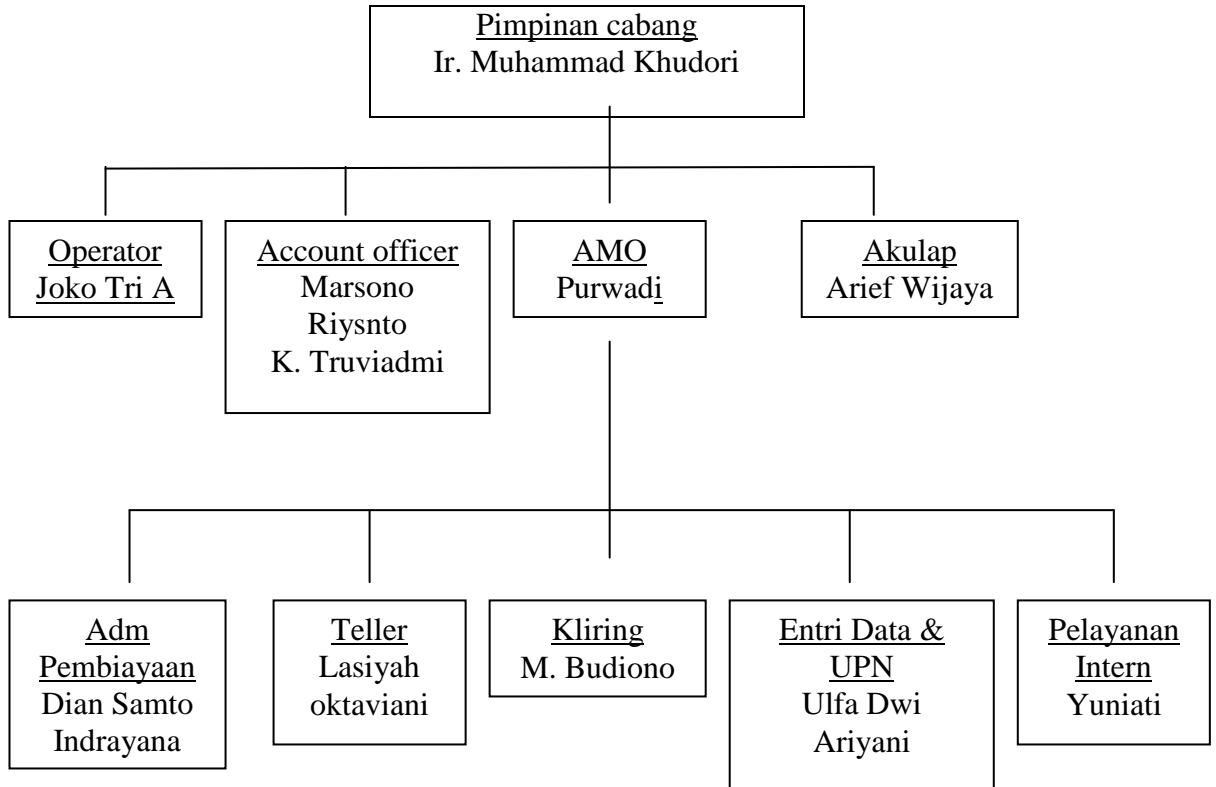 Pimpinan cabang
Ir. Muhammad Khudori
Operator
Joko Tri A
Account officer
Marsono
Riysnto
K. Truviadmi
AMO
Purwadi
Akulap
Arief Wijaya
Adm
Pembiayaan
Dian Samto
Indrayana
Teller
Lasiyah
oktaviani
Kliring
M. Budiono
Entri Data &
UPN
Ulfa Dwi
Ariyani
Pelayanan
Intern
Yuniati